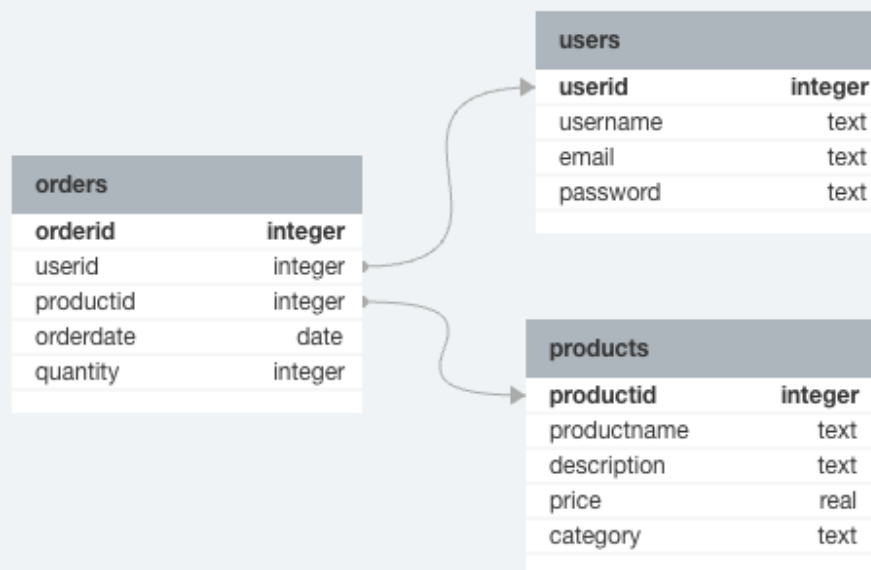 users
userid integer
username text
email text
password text
orders
orderid integer
userid integer
productid integer
orderdate date
quantity integer
products
productid integer
productname text
description text
price real
category text